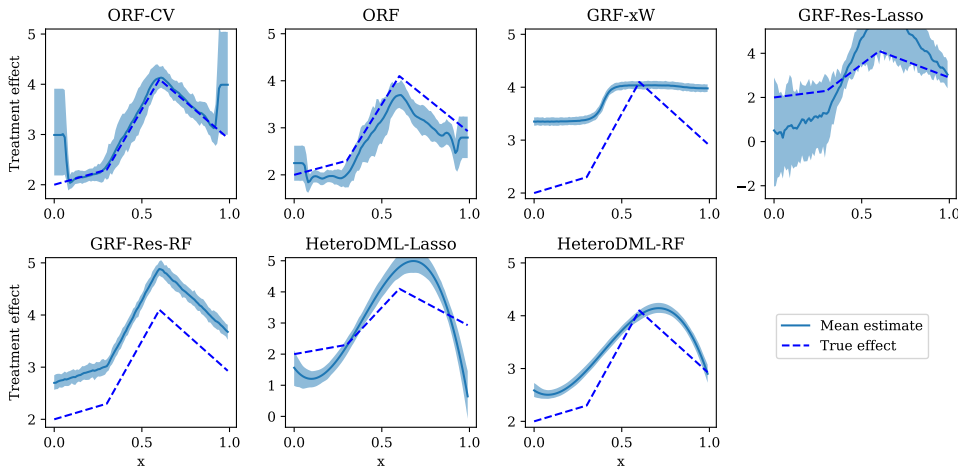 ORF-CV
ORF
GRF-xW
GRF-Res-Lasso
Treatment effect
5
4
3
2
0.0 0.5 1.0
5
4
3
2
0.0 0.5 1.0
5
4
3
2
0.0 0.5 1.0
4
2
0
−2
0.0 0.5 1.0
GRF-Res-RF
HeteroDML-Lasso
HeteroDML-RF
Treatment effect
5
4
3
2
0.0 0.5 1.0
x
5
4
3
2
1
0
0.0 0.5 1.0
x
5
4
3
2
0.0 0.5 1.0
x
Mean estimate
True effect